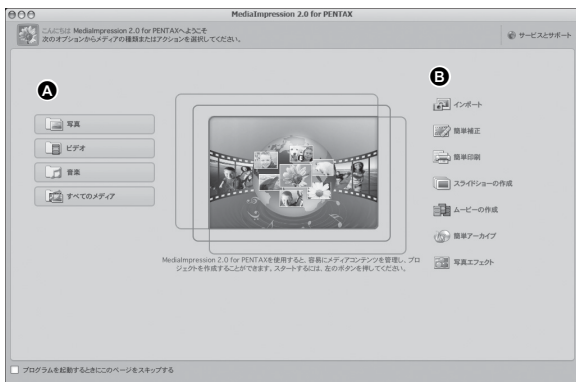 MediaImpression 2.0 for PENTAX
こんにちは MediaImpression 2.0 for PENTAXへようこそ
次のオプションからメディアの種類またはアクションを選択してください。
サービスとサポート
A
B
写真
ビデオ
音楽
すべてのメディア
インポート
簡単補正
簡単印刷
スライドショーの作成
ムービーの作成
簡単アーカイブ
写真エフェクト
MediaImpression 2.0 for PENTAXを使用すると、容易にメディアコンテンツを管理し、プロ
ジェクトを作成することができます。スタートするには、左のボタンを押してください。
プログラムを起動するときにこのページをスキップする